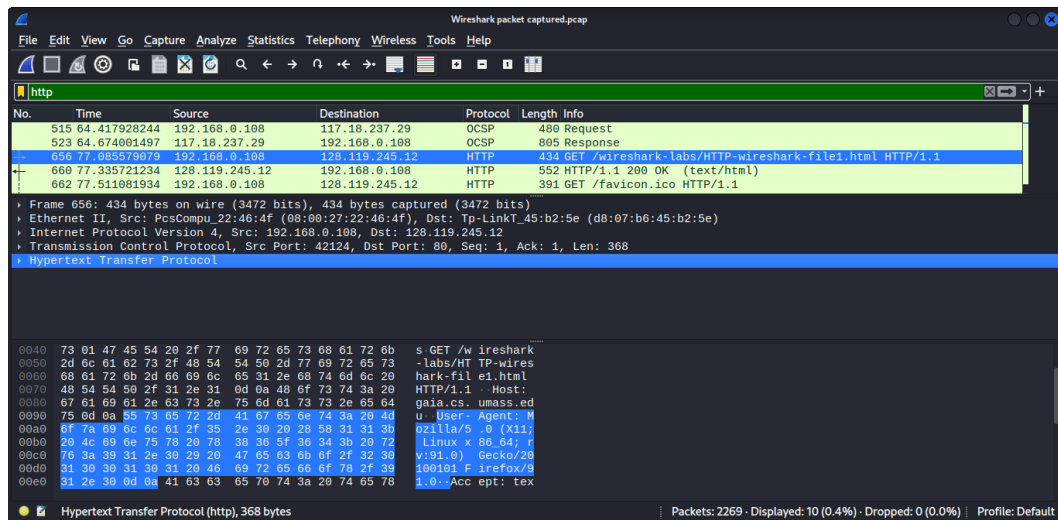 Wireshark packet captured.pcap
File Edit View Go Capture Analyze Statistics Telephony Wireless Tools Help
http
No. Time Source Destination Protocol Length Info
515 64.417928244 192.168.0.108 117.18.237.29 OCSP 480 Request
523 64.674001497 117.18.237.29 192.168.0.108 OCSP 805 Response
656 77.085579079 192.168.0.108 128.119.245.12 HTTP 434 GET /wireshark-labs/HTTP-wireshark-file1.html HTTP/1.1
660 77.335721234 128.119.245.12 192.168.0.108 HTTP 552 HTTP/1.1 200 OK (text/html)
662 77.511081934 192.168.0.108 128.119.245.12 HTTP 391 GET /favicon.ico HTTP/1.1
Frame 656: 434 bytes on wire (3472 bits), 434 bytes captured (3472 bits)
Ethernet II, Src: PcsCompu_22:46:4f (08:00:27:22:46:4f), Dst: Tp-LinkT_45:b2:5e (d8:07:b6:45:b2:5e)
Internet Protocol Version 4, Src: 192.168.0.108, Dst: 128.119.245.12
Transmission Control Protocol, Src Port: 42124, Dst Port: 80, Seq: 1, Ack: 1, Len: 368
Hypertext Transfer Protocol
0040 73 01 47 45 54 20 2f 77 69 72 65 73 68 61 72 6b s·GET /w ireshark
0050 2d 6c 61 62 73 2f 48 54 54 50 2d 77 69 72 65 73 -labs/HT TP-wires
0060 68 61 72 6b 2d 66 69 6c 65 31 2e 68 74 6d 6c 20 hark-fil e1.html
0070 48 54 54 50 2f 31 2e 31 0d 0a 48 6f 73 74 3a 20 HTTP/1.1 ··Host:
0080 67 61 69 61 2e 63 73 2e 75 6d 61 73 73 2e 65 64 gaia.cs. umass.ed
0090 75 0d 0a 55 73 65 72 2d 41 67 65 6e 74 3a 20 4d u··User- Agent: M
00a0 6f 7a 69 6c 6c 61 2f 35 2e 30 20 28 58 31 31 3b ozilla/5 .0 (X11;
00b0 20 4c 69 6e 75 78 20 78 38 36 5f 36 34 3b 20 72 Linux x 86_64; r
00c0 76 3a 39 31 2e 30 29 20 47 65 63 6b 6f 2f 32 30 v:91.0) Gecko/20
00d0 31 30 30 31 30 31 20 46 69 72 65 66 6f 78 2f 39 100101 F irefox/9
00e0 31 2e 30 0d 0a 41 63 63 65 70 74 3a 20 74 65 78 1.0··Acc ept: tex
Hypertext Transfer Protocol (http), 368 bytes Packets: 2269 · Displayed: 10 (0.4%) · Dropped: 0 (0.0%) Profile: Default